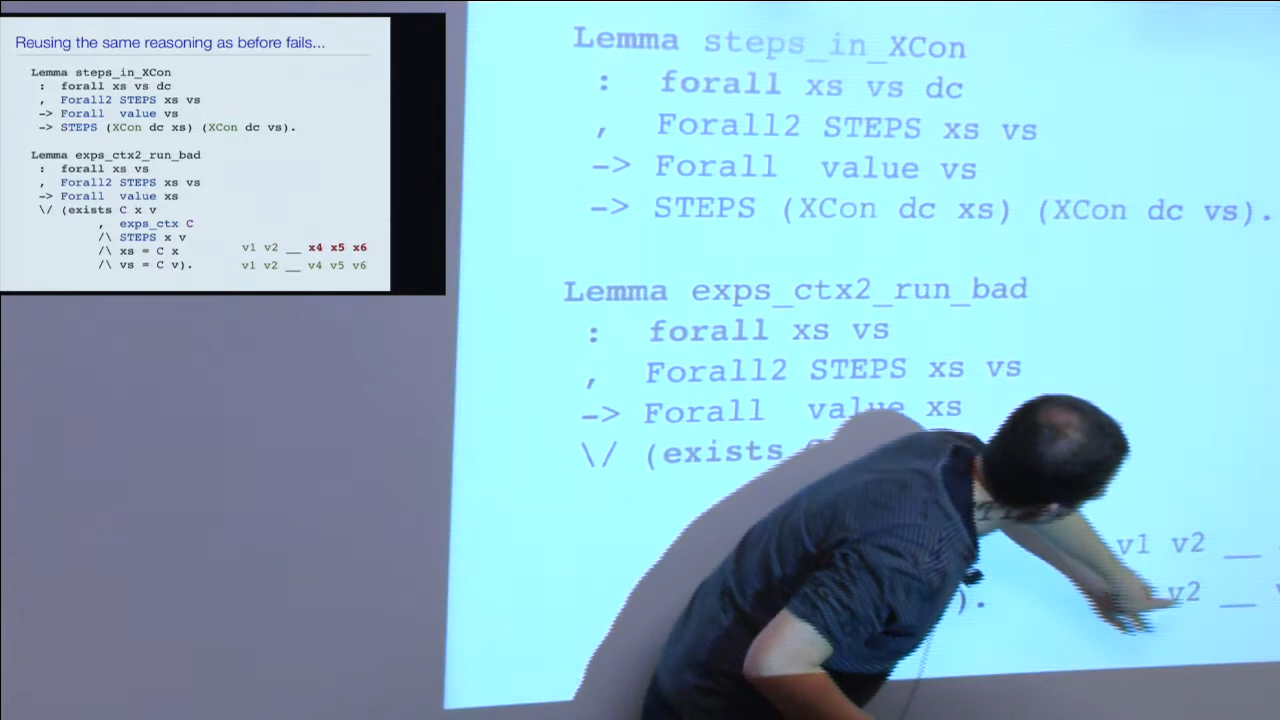 Reusing the same reasoning as before fails...
Lemma steps_in_XCon
: forall xs vs dc
, Forall2 STEPS xs vs
-> Forall value vs
-> STEPS (XCon dc xs) (XCon dc vs).
Lemma exps_ctx2_run_bad
: forall xs vs
, Forall2 STEPS xs vs
-> Forall value xs
\/ (exists C x v
, exps_ctx C
/\ STEPS x v
/\ xs = C x
/\ vs = C v).
v1 v2 __ x4 x5 x6
v1 v2 __ v4 v5 v6
Lemma steps_in_XCon
: forall xs vs dc
, Forall2 STEPS xs vs
-> Forall value vs
-> STEPS (XCon dc xs) (XCon dc vs).
Lemma exps_ctx2_run_bad
: forall xs vs
, Forall2 STEPS xs vs
-> Forall value xs
\/ (exists
v1 v2 __
).
v2 __